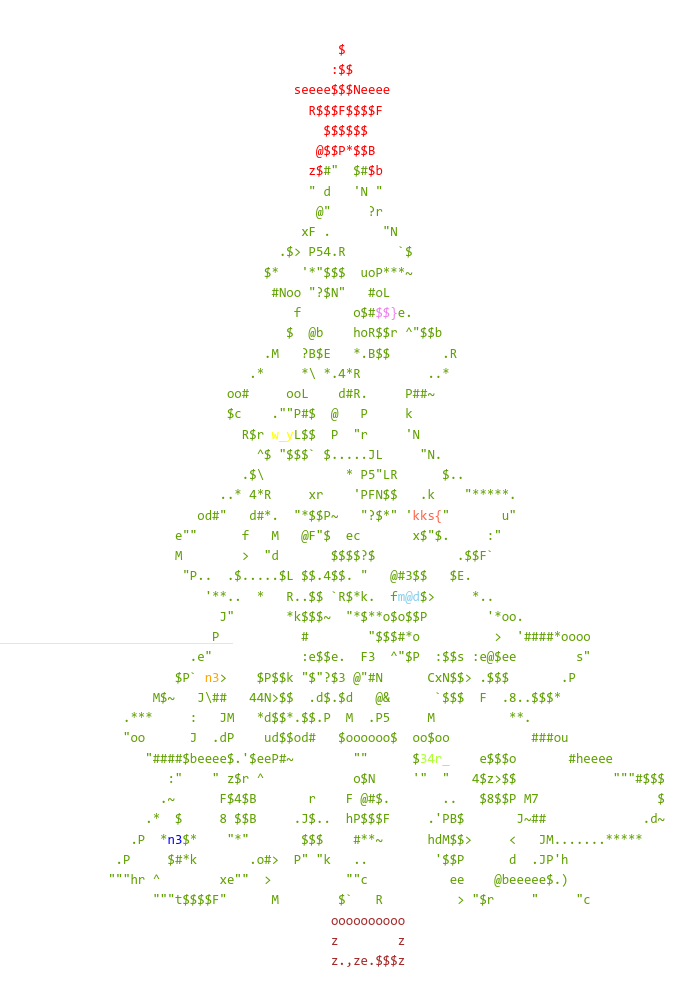 $
:$$
seeee$$$Neeee
R$$$F$$$$F
$$$$$$
@$$P*$$B
z$#"  $#$b
" d   'N "
@"     ?r
xF .       "N
.$> P54.R       `$
$*   '*"$$$  uoP***~
#Noo "?$N"   #oL
f       o$#$$}e.
$  @b    hoR$$r ^"$$b
.M   ?B$E   *.B$$       .R
.*     *\ *.4*R         ..*
oo#     ooL    d#R.     P##~
$c    .""P#$  @   P     k
R$r w_yL$$  P  "r     'N
^$ "$$$` $.....JL     "N.
.$\           * P5"LR      $..
..* 4*R     xr    'PFN$$   .k    "*****.
od#"   d#*.  "*$$P~   "?$*" 'kks{"       u"
e""      f   M   @F"$  ec       x$"$.     :"
M        >  "d       $$$$?$           .$$F`
"P..  .$.....$L $$.4$$. "   @#3$$   $E.
'**..  *   R..$$ `R$*k.  fm@d$>     *..
J"       *k$$$~  "*$**o$o$$P        '*oo.
P           #        "$$$#*o          >  '####*oooo
.e"            :e$$e.  F3  ^"$P  :$$s :e@$ee        s"
$P` n3>    $P$$k "$"?$3 @"#N      CxN$$> .$$$       .P
M$~   J\##   44N>$$  .d$.$d   @&      `$$$  F  .8..$$$*
.***     :   JM   *d$$*.$$.P  M  .P5     M          **.
"oo      J  .dP    ud$$od#   $oooooo$  oo$oo           ###ou
"####$beeee$.'$eeP#~        ""      $34r_    e$$$o       #heeee
:"    " z$r ^            o$N     '"  "   4$z>$$             """#$$$
.~      F$4$B       r    F @#$.       ..   $8$$P M7                $
.*  $     8 $$B     .J$..  hP$$$F     .'PB$       J~##             .d~
.P  *n3$*    "*"       $$$    #**~      hdM$$>     <   JM.......*****
.P     $#*k       .o#>  P" "k   ..         '$$P      d  .JP'h
"""hr ^        xe""  >          ""c           ee    @beeeee$.)
"""t$$$$F"      M        $`   R          > "$r     "     "c
oooooooooo
z        z
z.,ze.$$$z